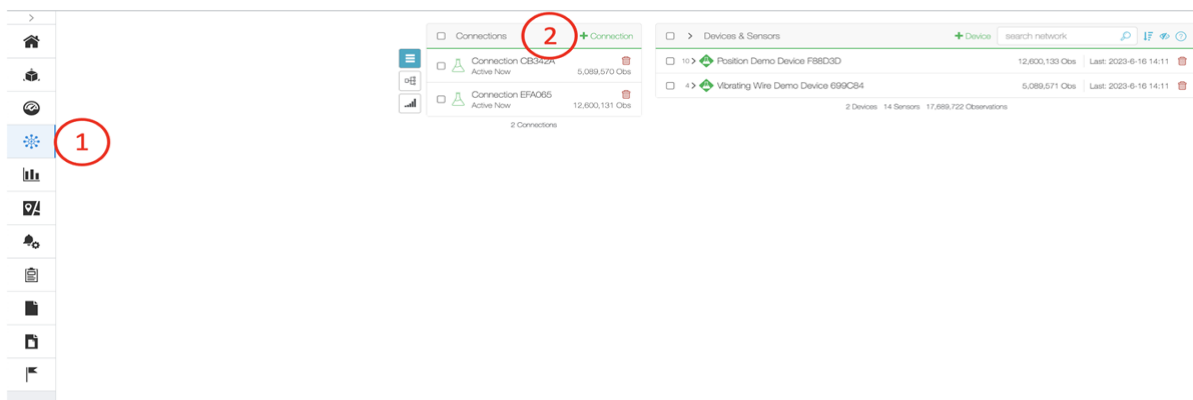 1
Connections
2
+ Connection
Connection CB342A
Active Now
5,089,570 Obs
Connection EFA065
Active Now
12,600,131 Obs
2 Connections
> Devices & Sensors
+ Device
search network
10 > Position Demo Device F88D3D
12,600,133 Obs
Last: 2023-6-16 14:11
4 > Vibrating Wire Demo Device 699C84
5,089,571 Obs
Last: 2023-6-16 14:11
2 Devices 14 Sensors 17,689,722 Observations